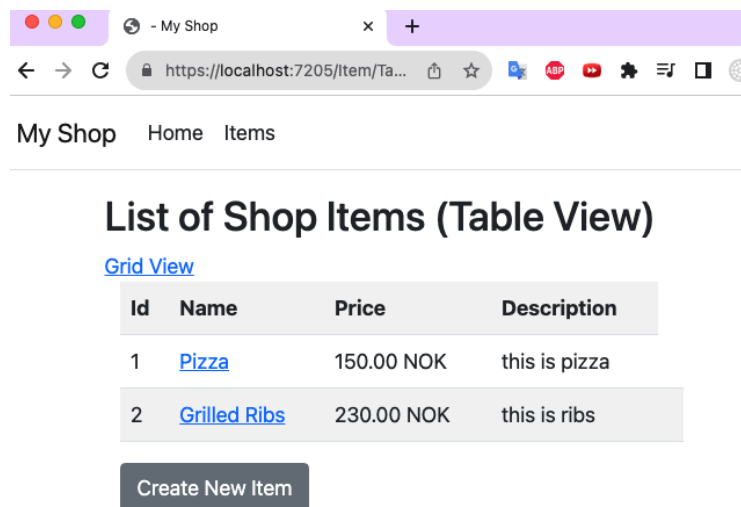 - My Shop
https://localhost:7205/Item/Ta...
ABP
My Shop Home Items
List of Shop Items (Table View)
Grid View
Id Name Price Description
1 Pizza 150.00 NOK this is pizza
2 Grilled Ribs 230.00 NOK this is ribs
Create New Item